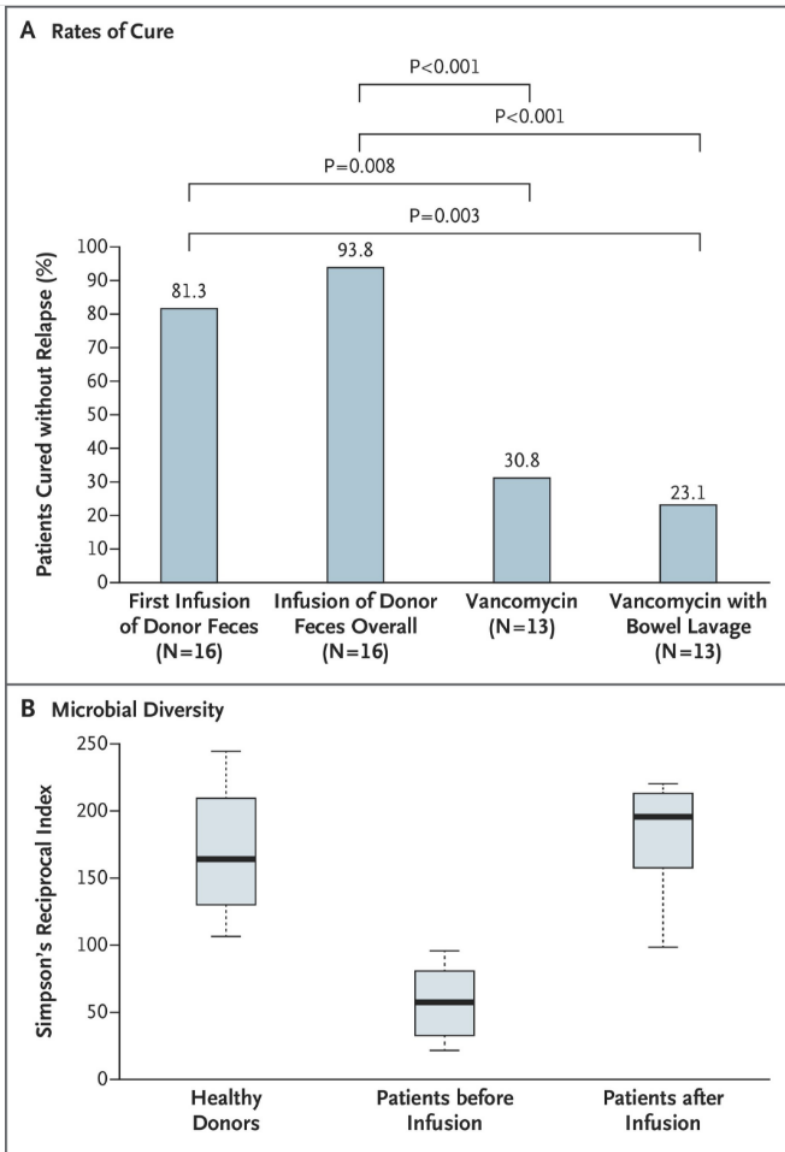 A Rates of Cure
P<0.001
P<0.001
P=0.008
P=0.003
Patients Cured without Relapse (%)
100
90
80
70
60
50
40
30
20
10
0
81.3
93.8
30.8
23.1
First Infusion
of Donor Feces
(N=16)
Infusion of Donor
Feces Overall
(N=16)
Vancomycin
(N=13)
Vancomycin with
Bowel Lavage
(N=13)
B Microbial Diversity
Simpson's Reciprocal Index
250
200
150
100
50
0
Healthy
Donors
Patients before
Infusion
Patients after
Infusion